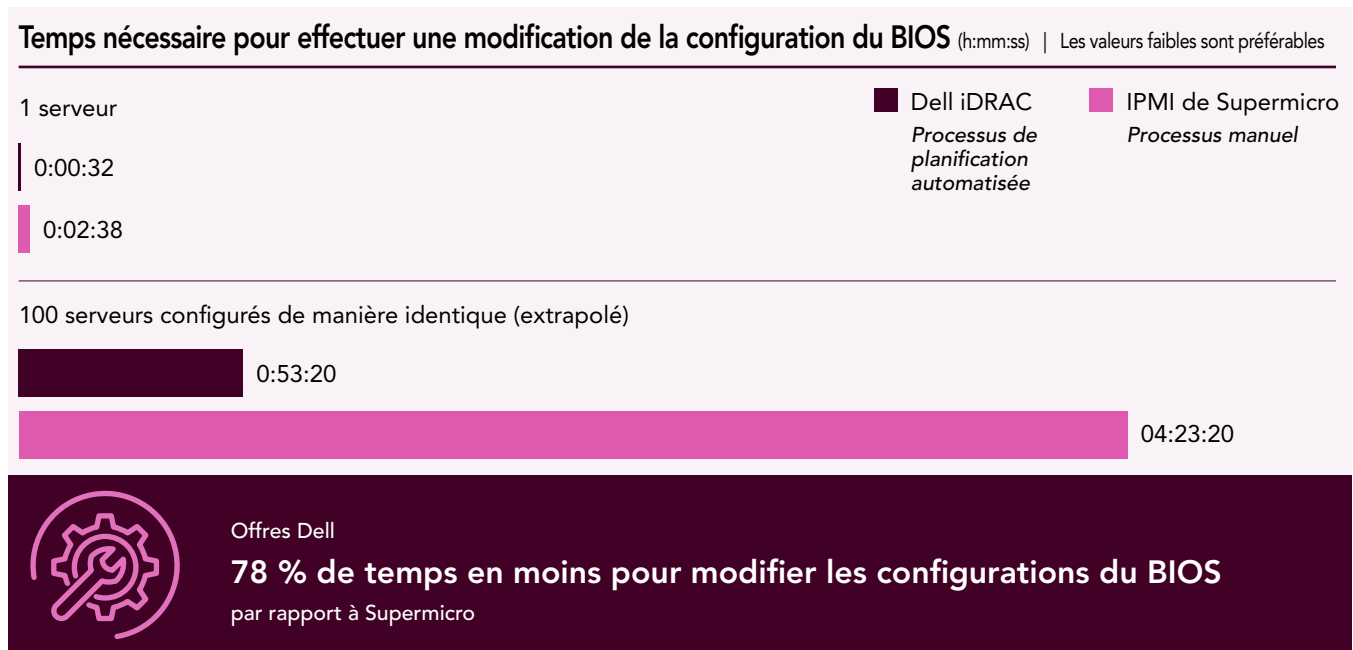 Temps nécessaire pour effectuer une modification de la configuration du BIOS (h:mm:ss) | Les valeurs faibles sont préférables
1 serveur
Dell iDRAC
Processus de
planification
automatisée
IPMI de Supermicro
Processus manuel
0:00:32
0:02:38
100 serveurs configurés de manière identique (extrapolé)
0:53:20
04:23:20
Offres Dell
78 % de temps en moins pour modifier les configurations du BIOS
par rapport à Supermicro